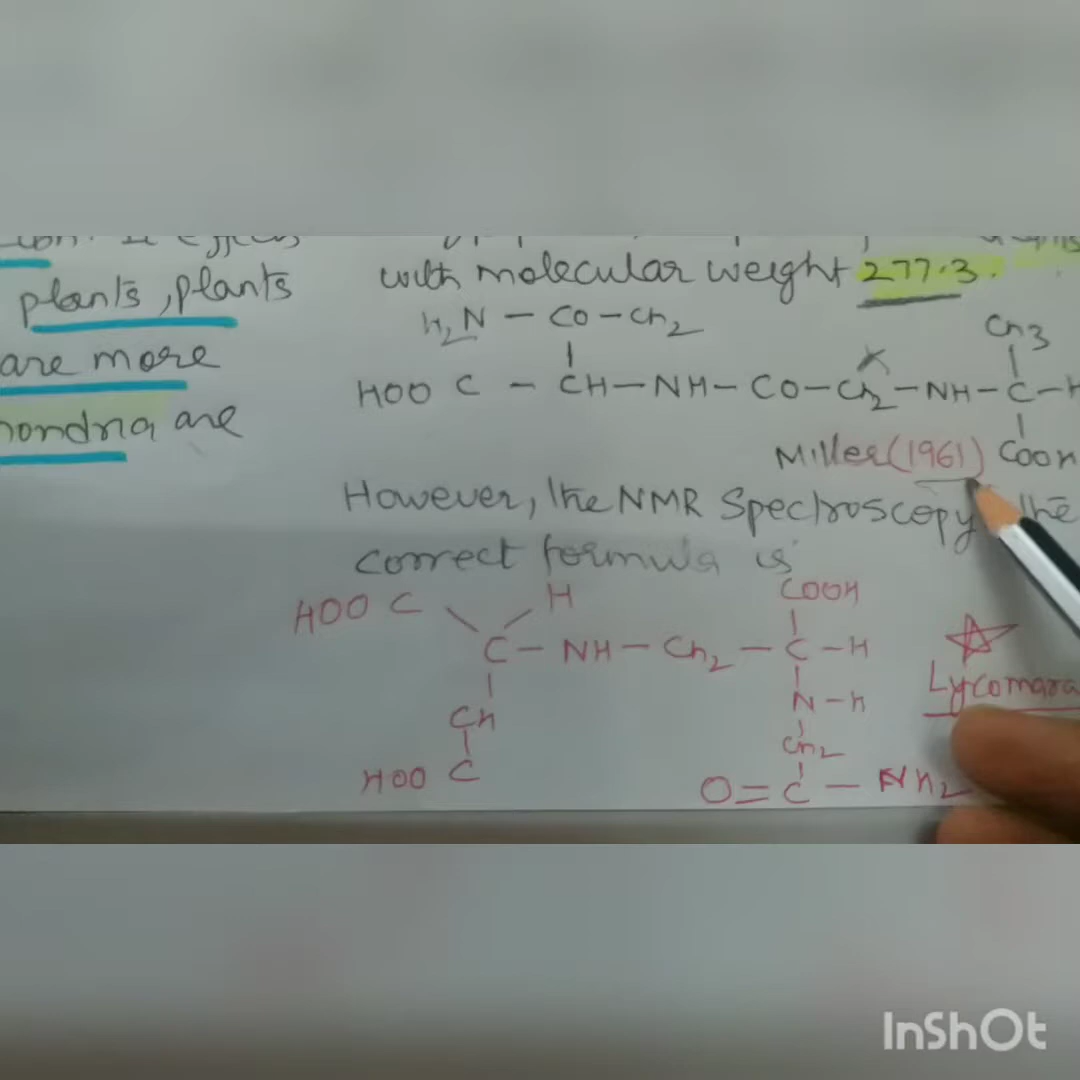 plants, plants
are more
are
with molecular weight 277.3.
H2N - CO - CH2
CH3
HOOC - CH - NH - CO - CH2 - NH - C - H
Miller (1961) COOH
However, the NMR Spectroscopy the
correct formula is
COOH
HOOC H
C - NH - CH2 - C - H
Lycomara
CH N - H
CH2
HOOC O = C - NH2
InShOt